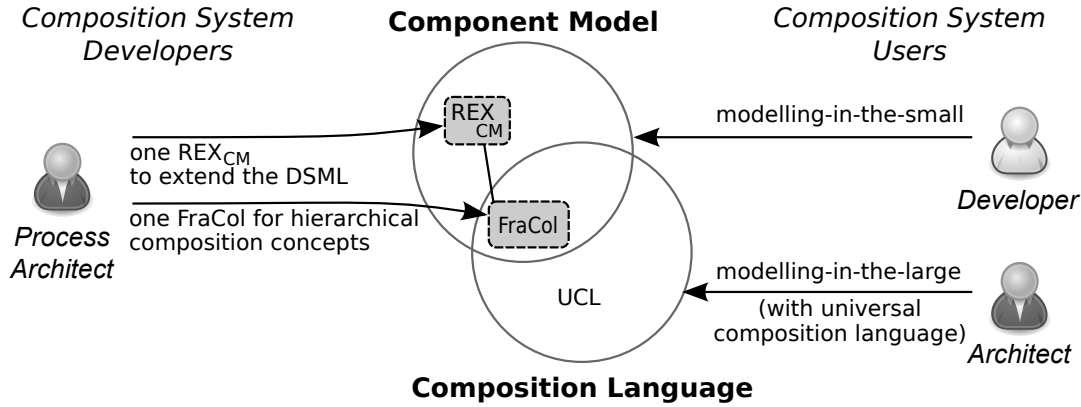 Composition System
Developers
Component Model
Composition System
Users
REX
CM
modelling-in-the-small
one REXCM
to extend the DSML
Developer
one FraCol for hierarchical
composition concepts
FraCol
Process
Architect
modelling-in-the-large
UCL
(with universal
composition language)
Architect
Composition Language